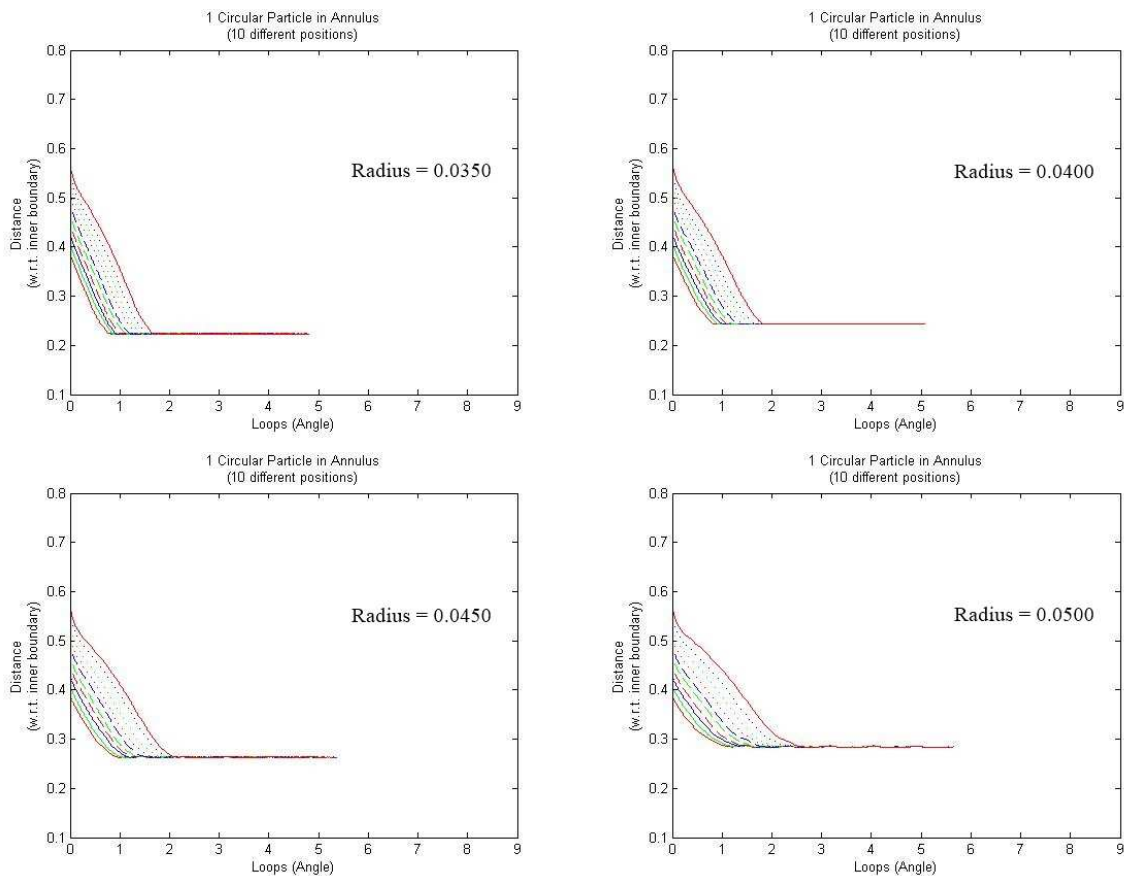 1 Circular Particle in Annulus
(10 different positions)
0.8
0.7
0.6
0.5
0.4
0.3
0.2
0.1
Distance
(w.r.t. inner boundary)
Radius = 0.0350
0 1 2 3 4 5 6 7 8 9
Loops (Angle)
1 Circular Particle in Annulus
(10 different positions)
0.8
0.7
0.6
0.5
0.4
0.3
0.2
0.1
Distance
(w.r.t. inner boundary)
Radius = 0.0400
0 1 2 3 4 5 6 7 8 9
Loops (Angle)
1 Circular Particle in Annulus
(10 different positions)
0.8
0.7
0.6
0.5
0.4
0.3
0.2
0.1
Distance
(w.r.t. inner boundary)
Radius = 0.0450
0 1 2 3 4 5 6 7 8 9
Loops (Angle)
1 Circular Particle in Annulus
(10 different positions)
0.8
0.7
0.6
0.5
0.4
0.3
0.2
0.1
Distance
(w.r.t. inner boundary)
Radius = 0.0500
0 1 2 3 4 5 6 7 8 9
Loops (Angle)